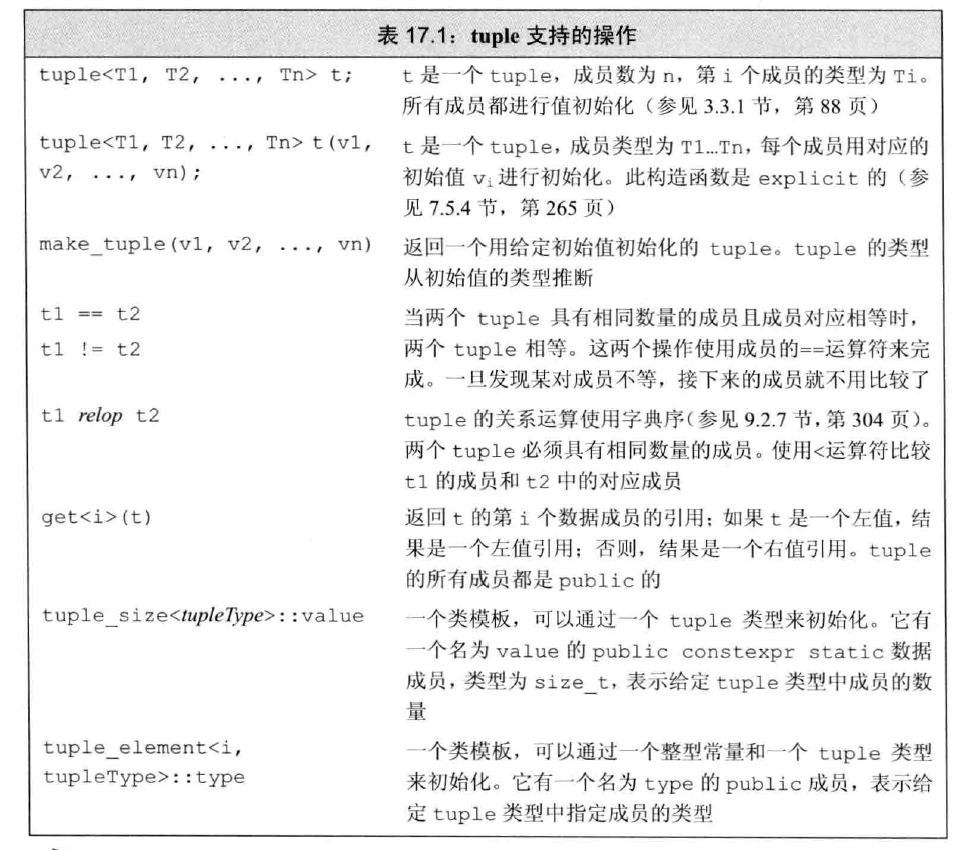 表 17.1：tuple 支持的操作
tuple<T1, T2, ..., Tn> t;
t 是一个 tuple，成员数为 n，第 i 个成员的类型为 Ti。
所有成员都进行值初始化（参见 3.3.1 节，第 88 页）
tuple<T1, T2, ..., Tn> t(v1,
v2, ..., vn);
t 是一个 tuple，成员类型为 T1…Tn，每个成员用对应的
初始值 vᵢ 进行初始化。此构造函数是 explicit 的（参
见 7.5.4 节，第 265 页）
make_tuple(v1, v2, ..., vn)
返回一个用给定初始值初始化的 tuple。tuple 的类型
从初始值的类型推断
t1 == t2
t1 != t2
当两个 tuple 具有相同数量的成员且成员对应相等时，
两个 tuple 相等。这两个操作使用成员的==运算符来完
成。一旦发现某对成员不等，接下来的成员就不用比较了
t1 relop t2
tuple 的关系运算使用字典序（参见 9.2.7 节，第 304 页）。
两个 tuple 必须具有相同数量的成员。使用<运算符比较
t1 的成员和 t2 中的对应成员
get<i>(t)
返回 t 的第 i 个数据成员的引用；如果 t 是一个左值，结
果是一个左值引用；否则，结果是一个右值引用。tuple
的所有成员都是 public 的
tuple_size<tupleType>::value
一个类模板，可以通过一个 tuple 类型来初始化。它有
一个名为 value 的 public constexpr static 数据
成员，类型为 size_t，表示给定 tuple 类型中成员的数
量
tuple_element<i,
tupleType>::type
一个类模板，可以通过一个整型常量和一个 tuple 类型
来初始化。它有一个名为 type 的 public 成员，表示给
定 tuple 类型中指定成员的类型